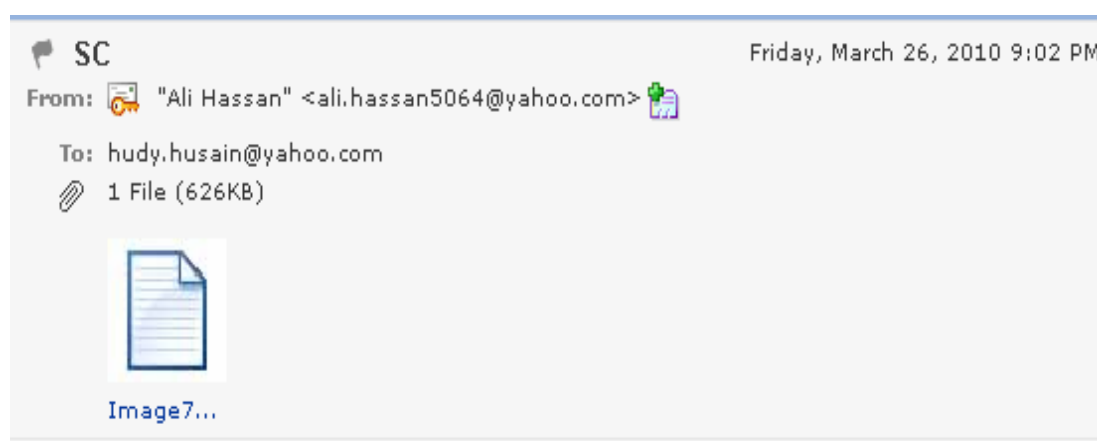 SC
Friday, March 26, 2010 9:02 PM
From: "Ali Hassan" <ali.hassan5064@yahoo.com>
To: hudy.husain@yahoo.com
1 File (626KB)
Image7...